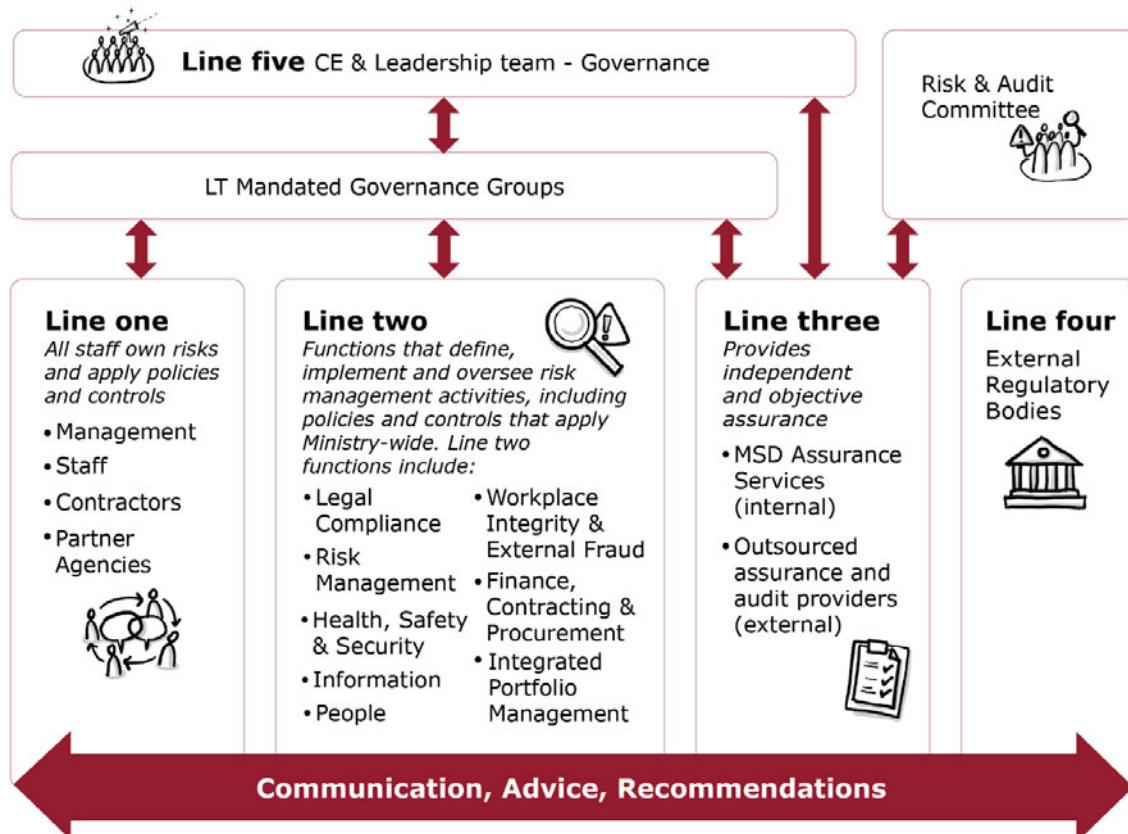 Line five CE & Leadership team - Governance
Risk & Audit
Committee
LT Mandated Governance Groups
Line one
All staff own risks
and apply policies
and controls
• Management
• Staff
• Contractors
• Partner
Agencies
Line two
Functions that define,
implement and oversee risk
management activities, including
policies and controls that apply
Ministry-wide. Line two
functions include:
• Legal
Compliance
• Risk
Management
• Health, Safety
& Security
• Information
• People
• Workplace
Integrity &
External Fraud
• Finance,
Contracting &
Procurement
• Integrated
Portfolio
Management
Line three
Provides
independent
and objective
assurance
• MSD Assurance
Services
(internal)
• Outsourced
assurance and
audit providers
(external)
Line four
External
Regulatory
Bodies
Communication, Advice, Recommendations